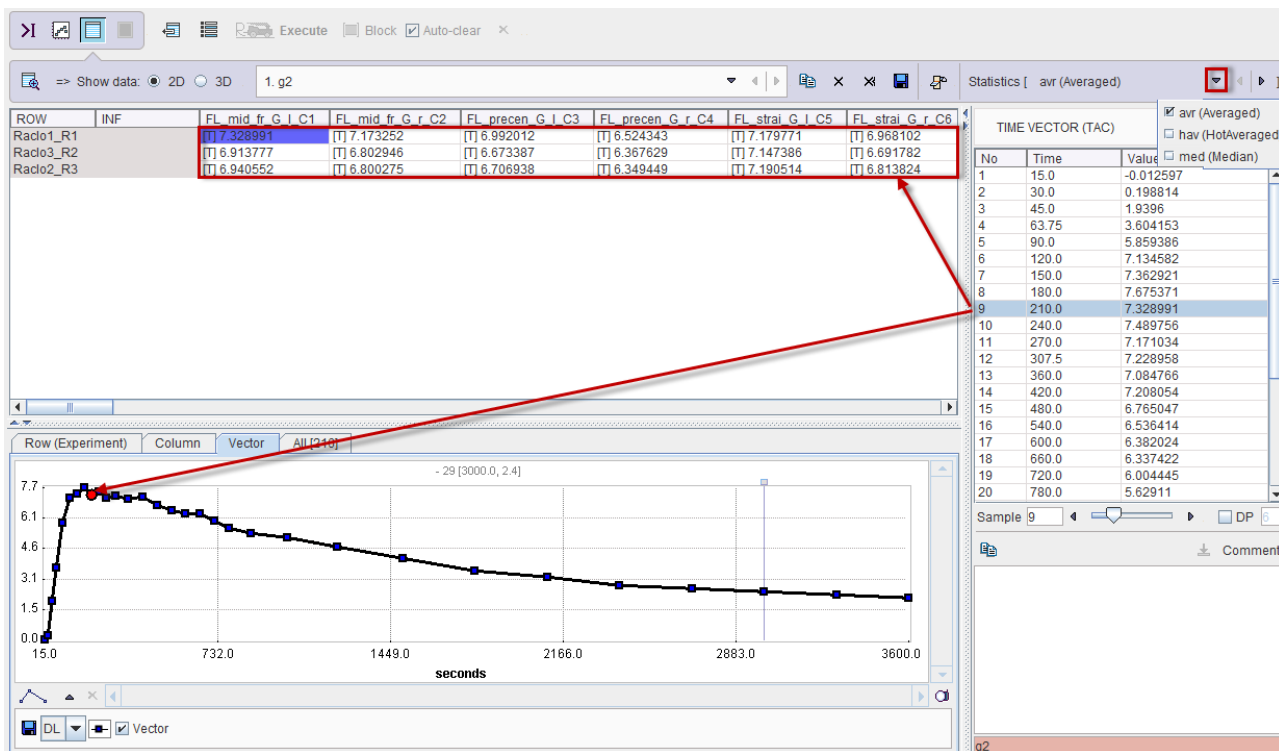 Execute Block Auto-clear
=> Show data: 2D 3D 1. g2 Statistics [ avr (Averaged) ]
ROW INF FL_mid_fr_G_l_C1 FL_mid_fr_G_r_C2 FL_precen_G_l_C3 FL_precen_G_r_C4 FL_strai_G_l_C5 FL_strai_G_r_C6
Raclo1_R1 [T] 7.328991 [T] 7.173252 [T] 6.992012 [T] 6.524343 [T] 7.179771 [T] 6.968102
Raclo3_R2 [T] 6.913777 [T] 6.802946 [T] 6.673387 [T] 6.367629 [T] 7.147386 [T] 6.691782
Raclo2_R3 [T] 6.940552 [T] 6.800275 [T] 6.706938 [T] 6.349449 [T] 7.190514 [T] 6.813824
avr (Averaged)
hav (HotAveraged
med (Median)
TIME VECTOR (TAC)
No Time Value
1 15.0 -0.012597
2 30.0 0.198814
3 45.0 1.9396
4 63.75 3.604153
5 90.0 5.859386
6 120.0 7.134582
7 150.0 7.362921
8 180.0 7.675371
9 210.0 7.328991
10 240.0 7.489756
11 270.0 7.171034
12 307.5 7.228958
13 360.0 7.084766
14 420.0 7.208054
15 480.0 6.765047
16 540.0 6.536414
17 600.0 6.382024
18 660.0 6.337422
19 720.0 6.004445
20 780.0 5.62911
Sample 9 DP 6
Comment
g2
Row (Experiment) Column Vector All [216]
- 29 [3000.0, 2.4]
7.7
6.1
4.6
3.1
1.5
0.0
15.0 732.0 1449.0 2166.0 2883.0 3600.0
seconds
DL Vector